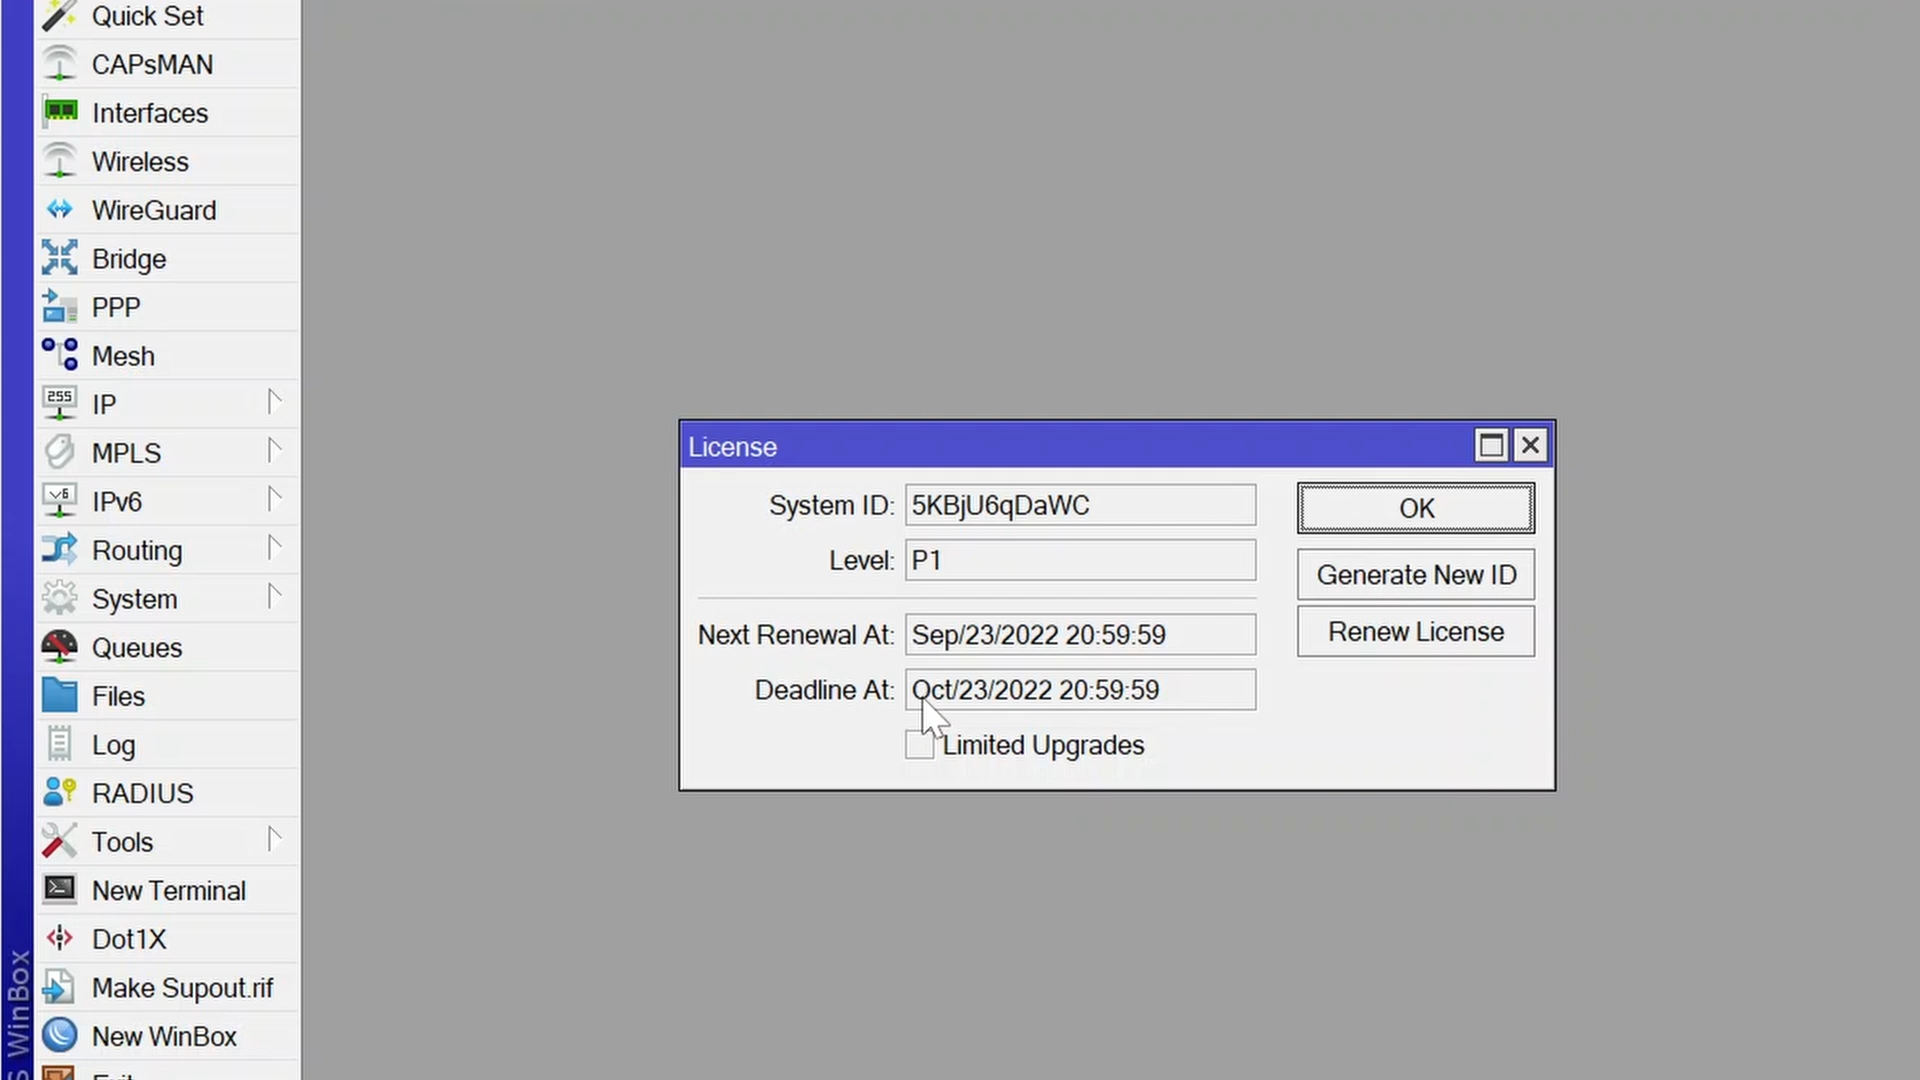 Quick Set
CAPsMAN
Interfaces
Wireless
WireGuard
Bridge
PPP
Mesh
255
IP
MPLS
v6
IPv6
Routing
System
Queues
Files
Log
RADIUS
Tools
New Terminal
Dot1X
Make Supout.rif
New WinBox
S WinBox
License
System ID: 5KBjU6qDaWC
Level: P1
Next Renewal At: Sep/23/2022 20:59:59
Deadline At: Oct/23/2022 20:59:59
Limited Upgrades
OK
Generate New ID
Renew License